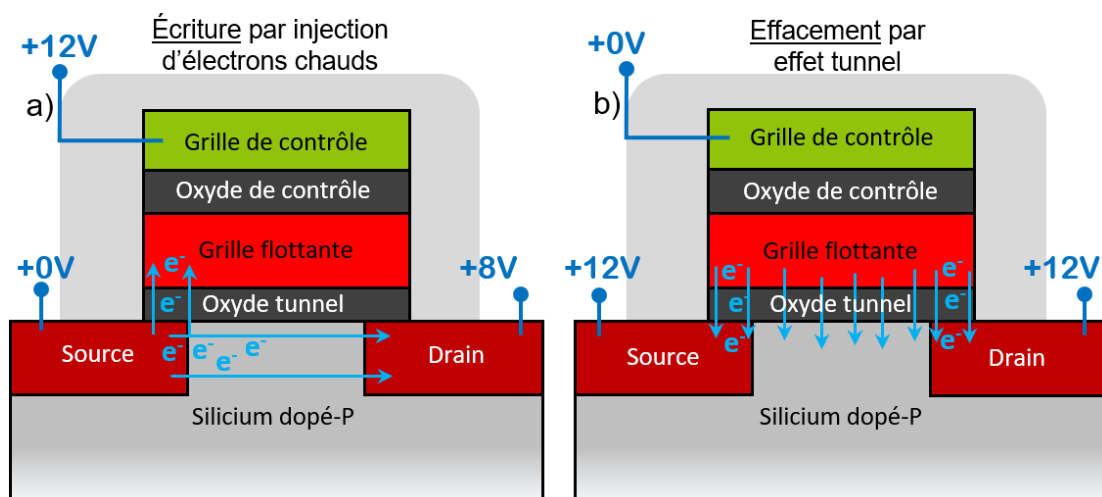 Écriture par injection
d'électrons chauds
+12V
a)
Grille de contrôle
Oxyde de contrôle
Grille flottante
e-
+0V
+8V
e-
Oxyde tunnel
Source
e- e- e- e-
Drain
Silicium dopé-P
Effacement par
effet tunnel
+0V
b)
Grille de contrôle
Oxyde de contrôle
Grille flottante
+12V
e- e-
+12V
e- Oxyde tunnel e-
Source
e- e-
Drain
Silicium dopé-P